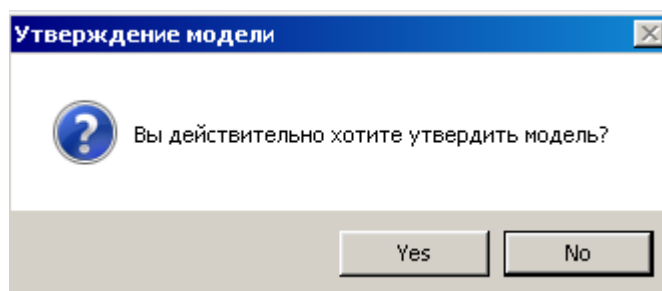 Утверждение модели
Вы действительно хотите утвердить модель?
Yes No